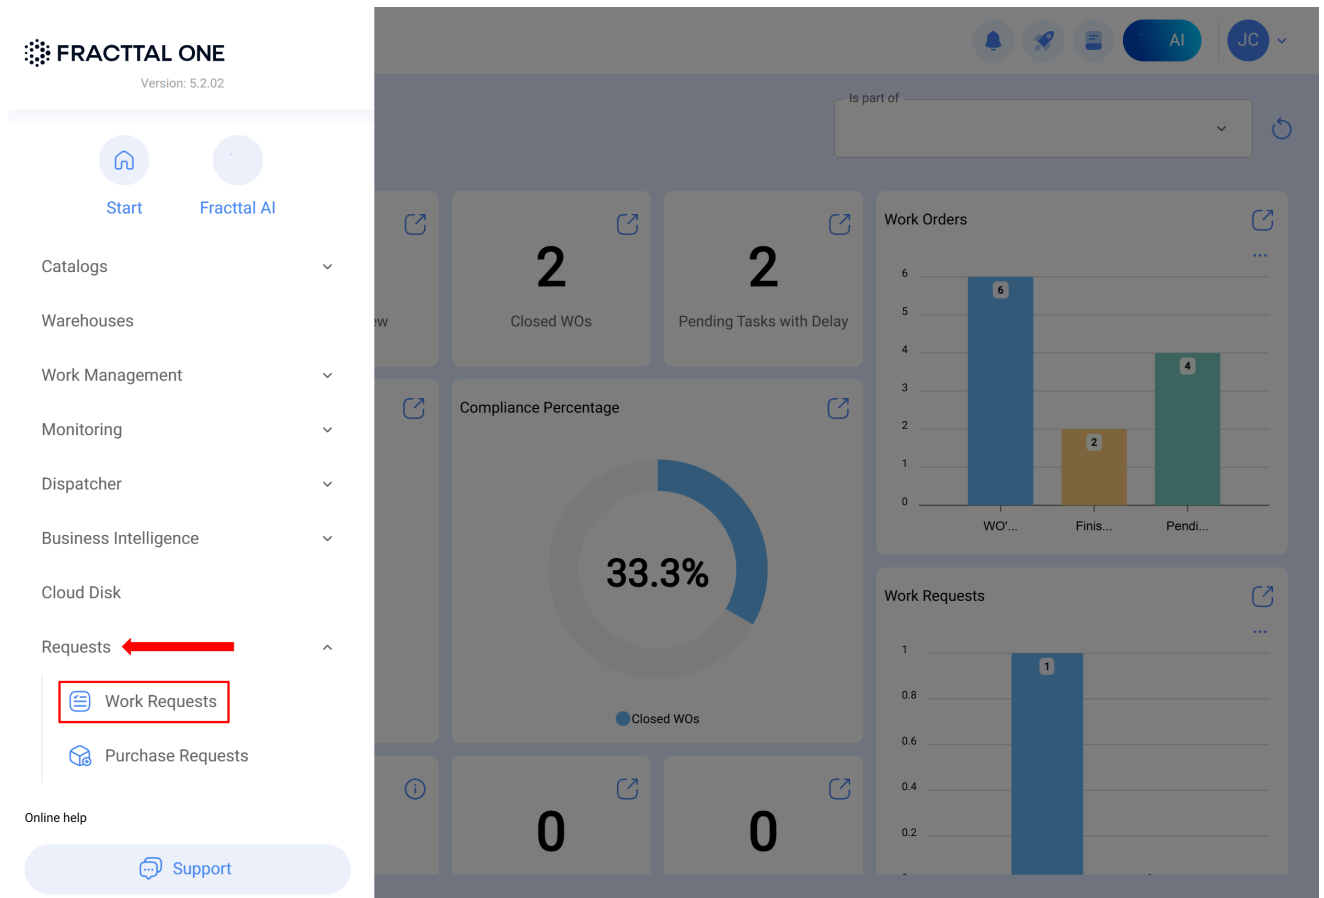 FRACTTAL ONE
Version: 5.2.02
Start
Fracttal AI
Catalogs
Warehouses
Work Management
Monitoring
Dispatcher
Business Intelligence
Cloud Disk
Requests
Work Requests
Purchase Requests
Online help
Support
AI
JC
Is part of
ew
2
Closed WOs
2
Pending Tasks with Delay
Compliance Percentage
33.3%
Closed WOs
0
0
Work Orders
...
6
5
4
3
2
1
0
6
2
4
WO'...
Finis...
Pendi...
Work Requests
...
1
0.8
0.6
0.4
0.2
1